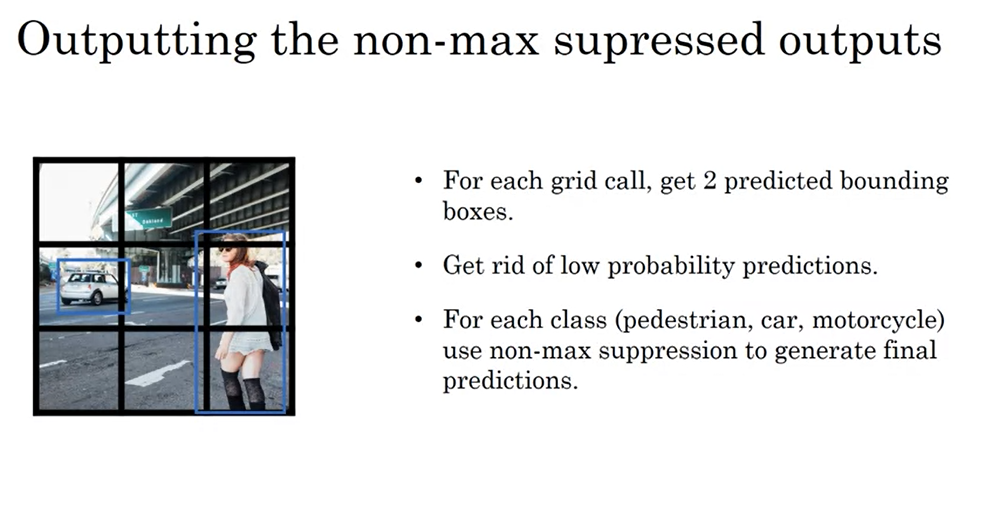 Outputting the non-max supressed outputs
• For each grid call, get 2 predicted bounding
boxes.
• Get rid of low probability predictions.
• For each class (pedestrian, car, motorcycle)
use non-max suppression to generate final
predictions.
Oakland